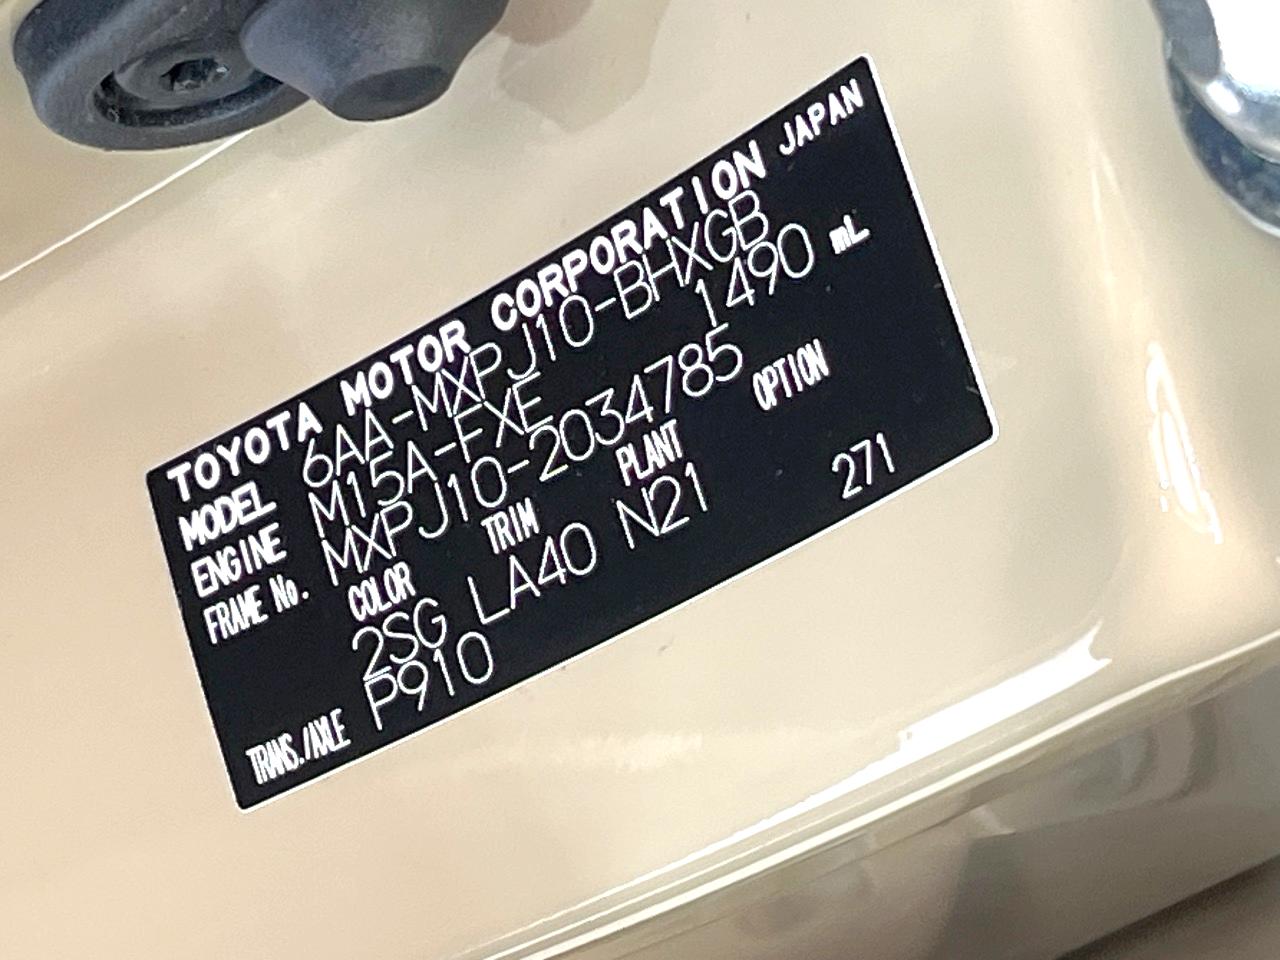 TOYOTA MOTOR CORPORATION JAPAN
MODEL 6AA-MXPJ10-BHXGB
ENGINE M15A-FXE 1490 mL
FRAME No. MXPJ10-2034785
COLOR TRIM PLANT OPTION
2SG LA40 N21 271
TRANS./AXLE P910